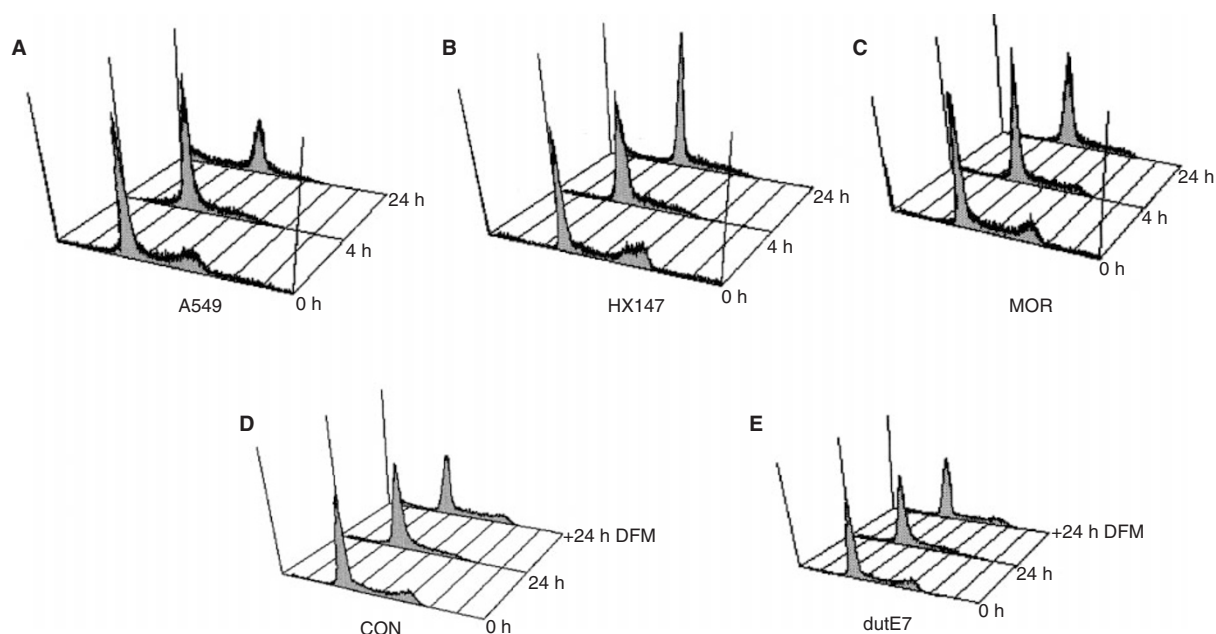 A
24 h
4 h
0 h
A549
B
24 h
4 h
0 h
HX147
C
24 h
4 h
0 h
MOR
D
+24 h DFM
24 h
0 h
CON
E
+24 h DFM
24 h
0 h
dutE7